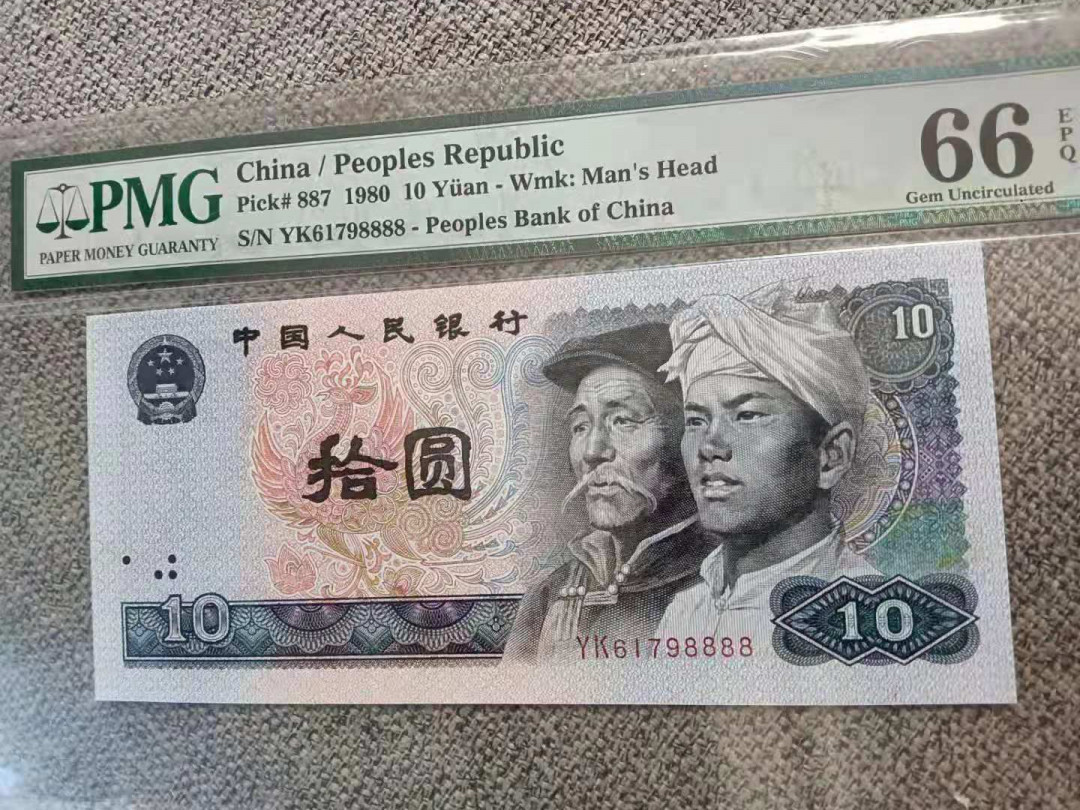 China / Peoples Republic
Pick# 887 1980 10 Yüan - Wmk: Man's Head
S/N YK61798888 - Peoples Bank of China
PMG
PAPER MONEY GUARANTY
66
EPQ
Gem Uncirculated
中国人民银行
10
拾圆
10
YK61798888
10